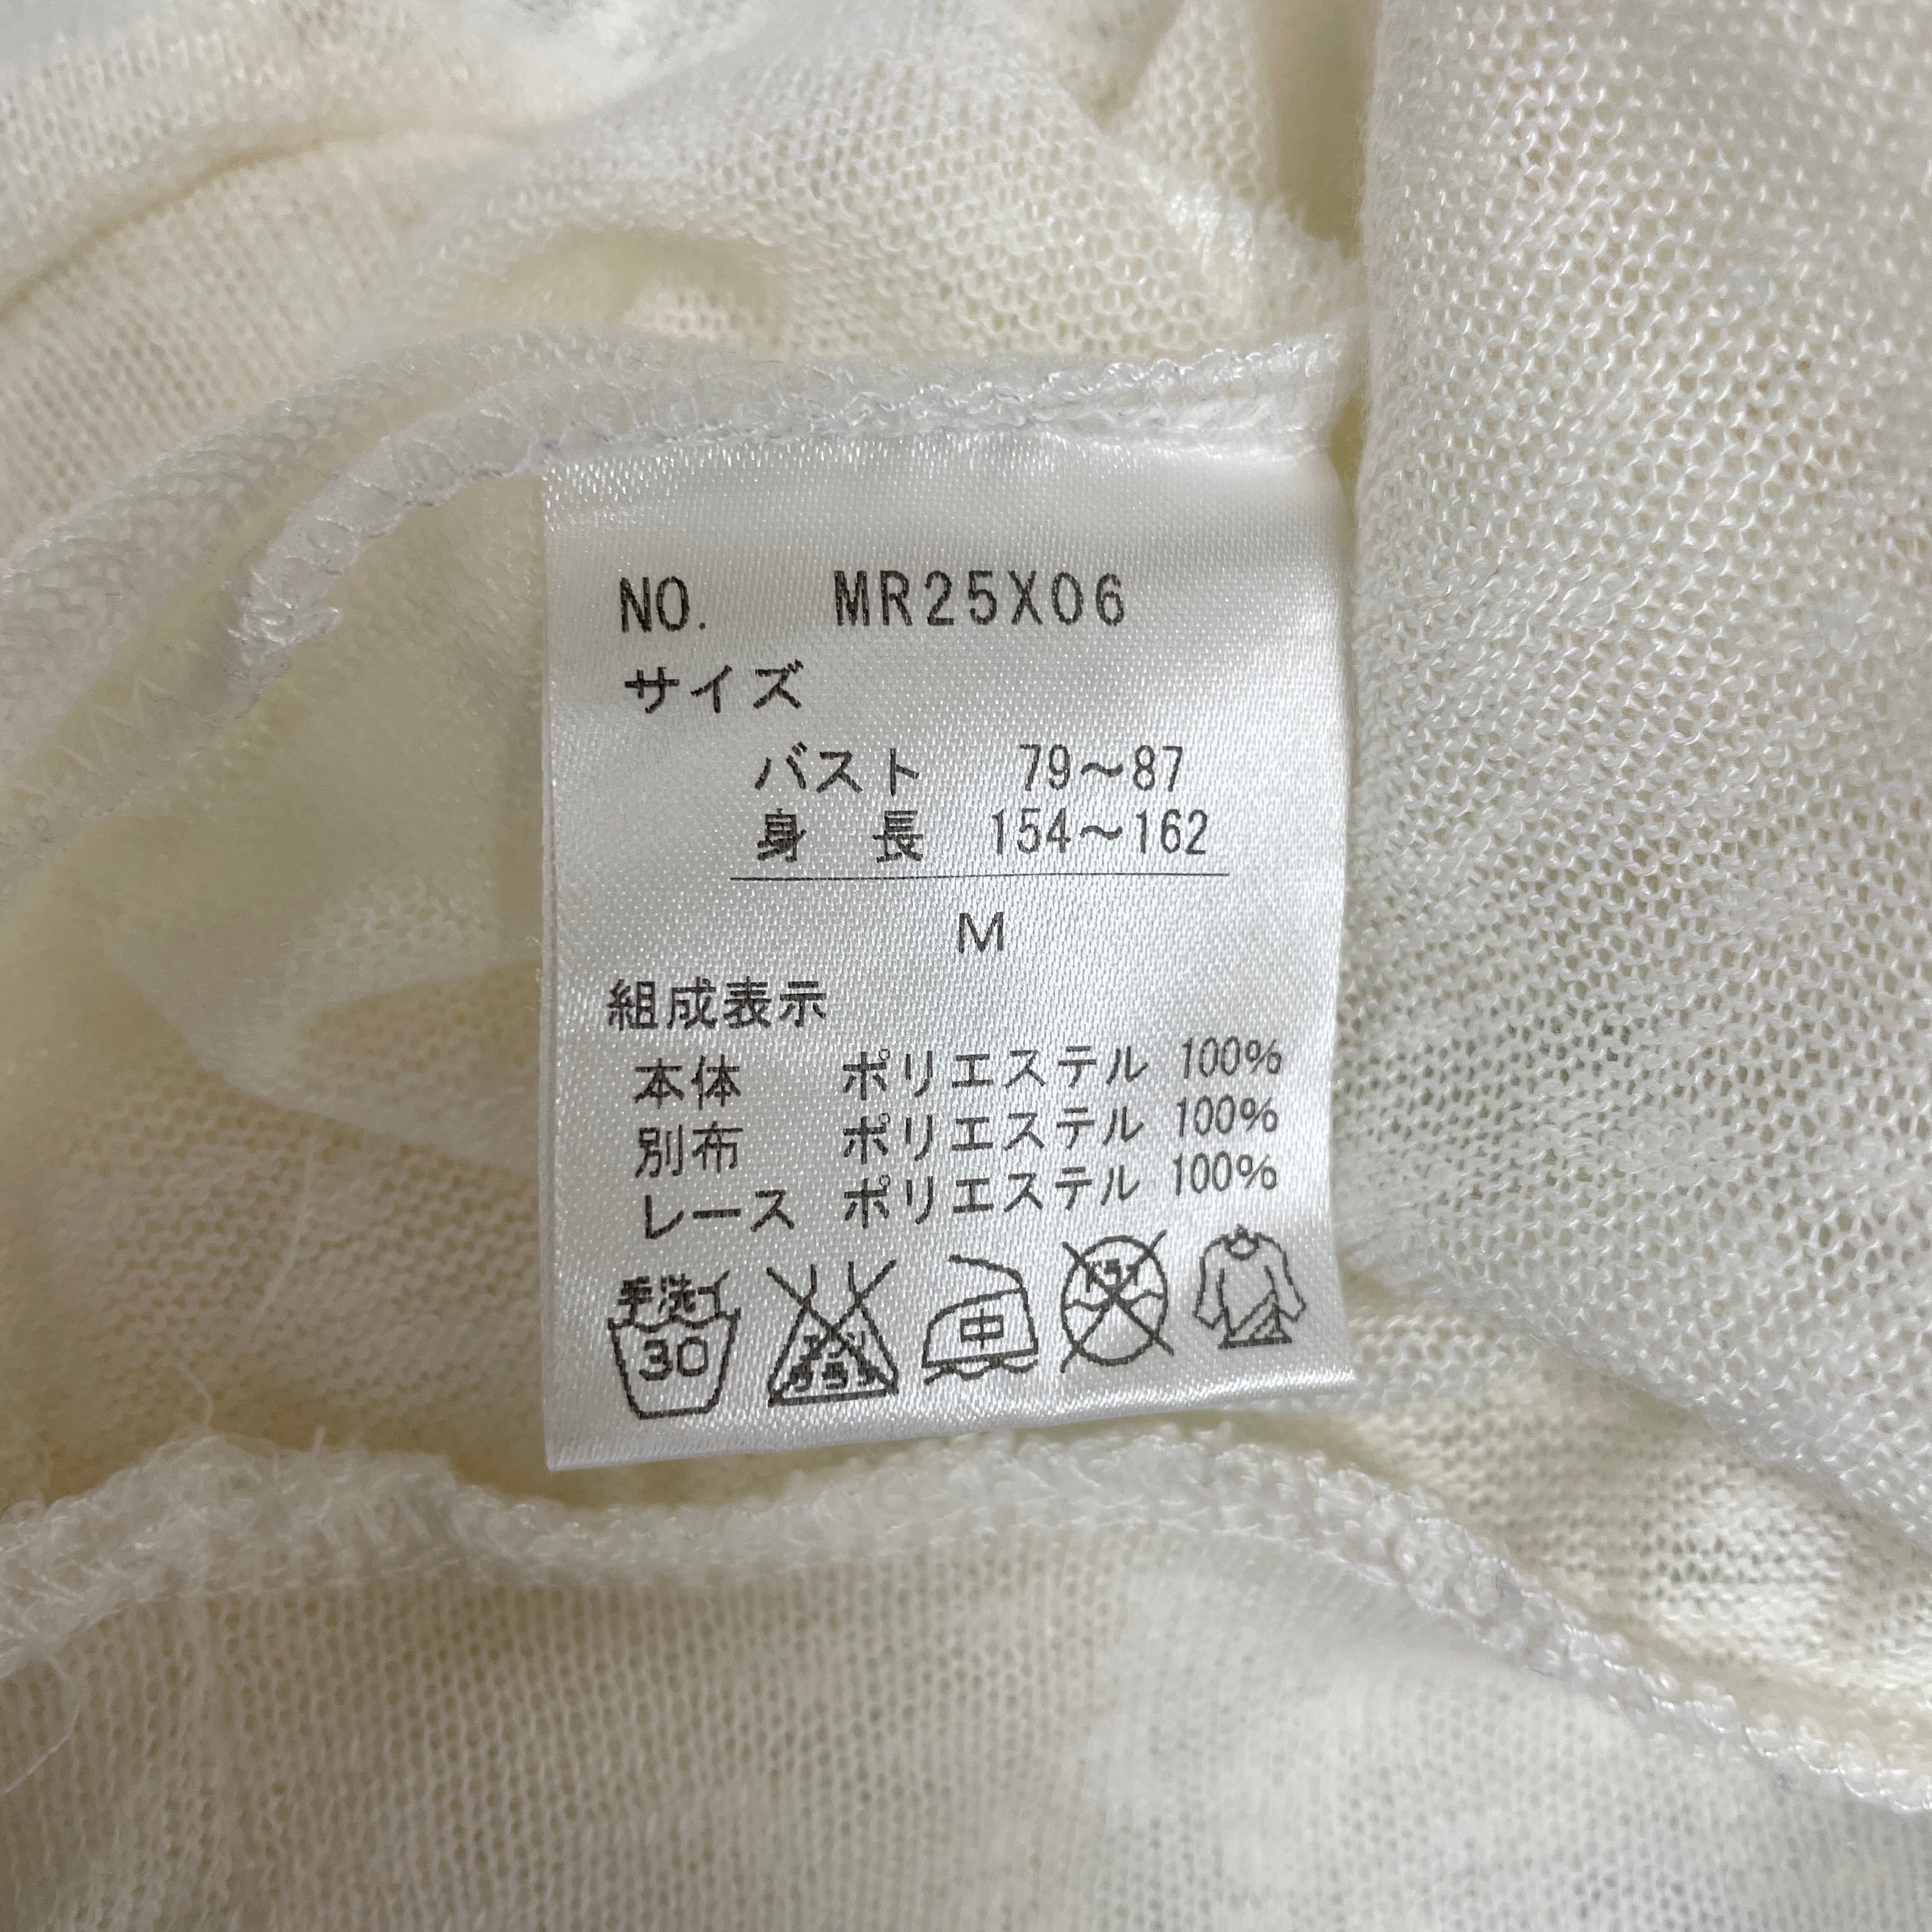 NO. MR25X06
サイズ
バスト 79～87
身 長 154～162
M
組成表示
本体 ポリエステル 100%
別布 ポリエステル 100%
レース ポリエステル 100%
手洗イ 30 中